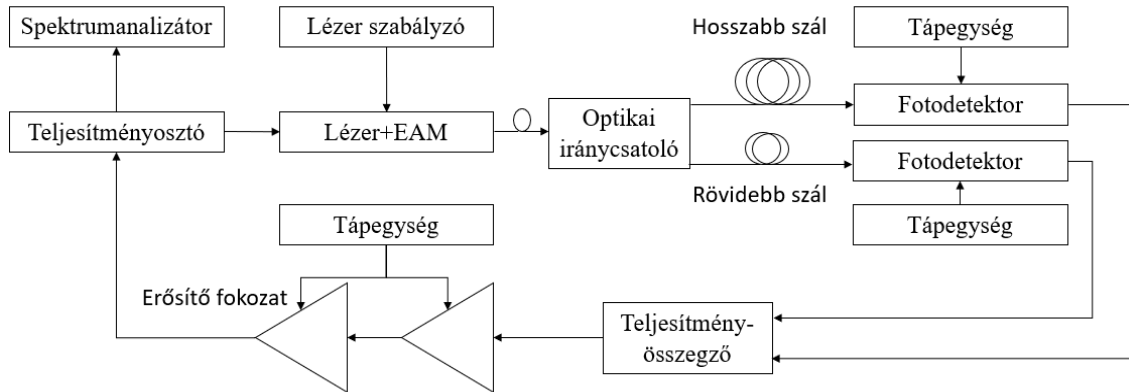 Spektrumanalizátor
Lézer szabályzó
Hosszabb szál
Tápegység
Teljesítményosztó
Lézer+EAM
Optikai
iránycsatoló
Fotodetektor
Fotodetektor
Rövidebb szál
Tápegység
Tápegység
Erősítő fokozat
Teljesítmény-
összegző